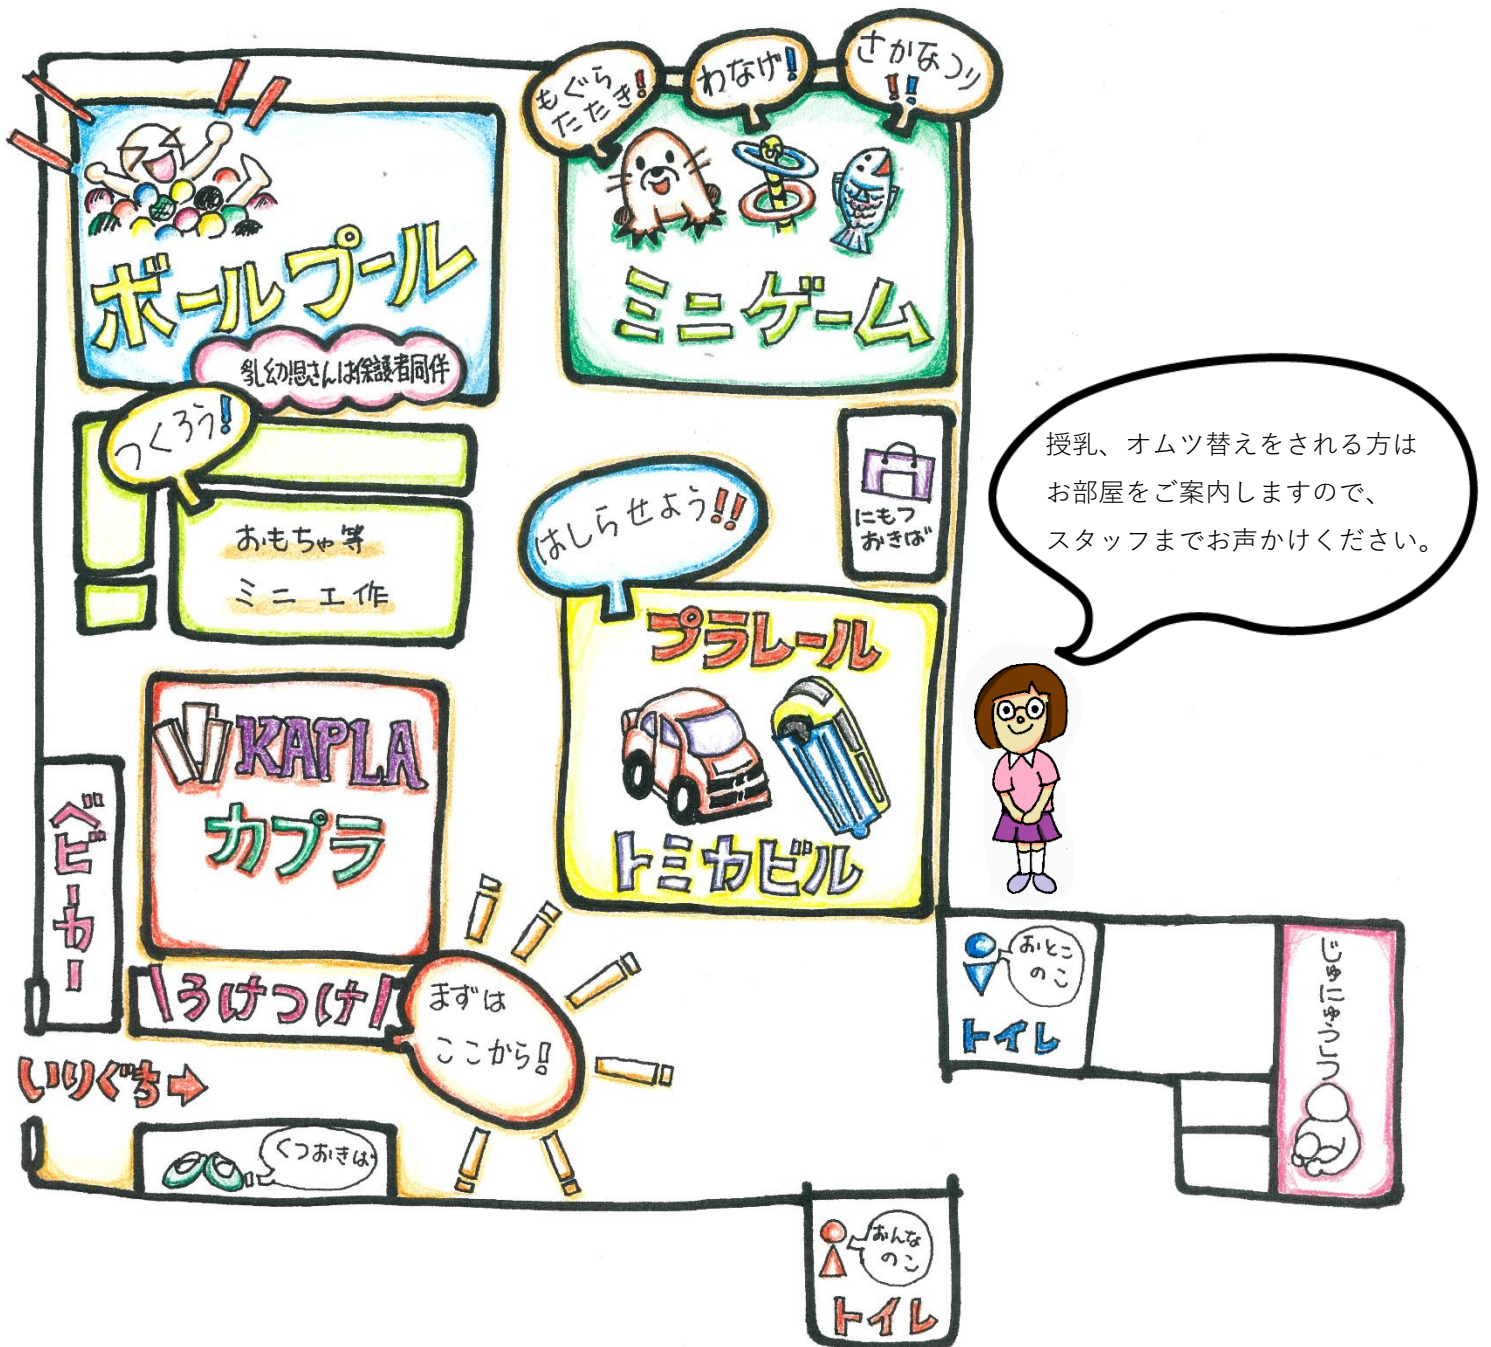 もぐら
たたき!
わなげ!
さかなつり
!!
ボールプール
乳幼児さんは保護者同伴
ミニゲーム
つくろう!
おもちゃ等
ミニ工作
はしらせよう!!
にもつ
おきば
授乳、オムツ替えをされる方は
お部屋をご案内しますので、
スタッフまでお声かけください。
プラレール
トミカビル
KAPLA
カプラ
ベビーカー
\うけつけ/
まずは
ここから!!
いりぐち→
くつおきば
おとこ
のこ
トイレ
じゅにゅうしつ
おんな
のこ
トイレ